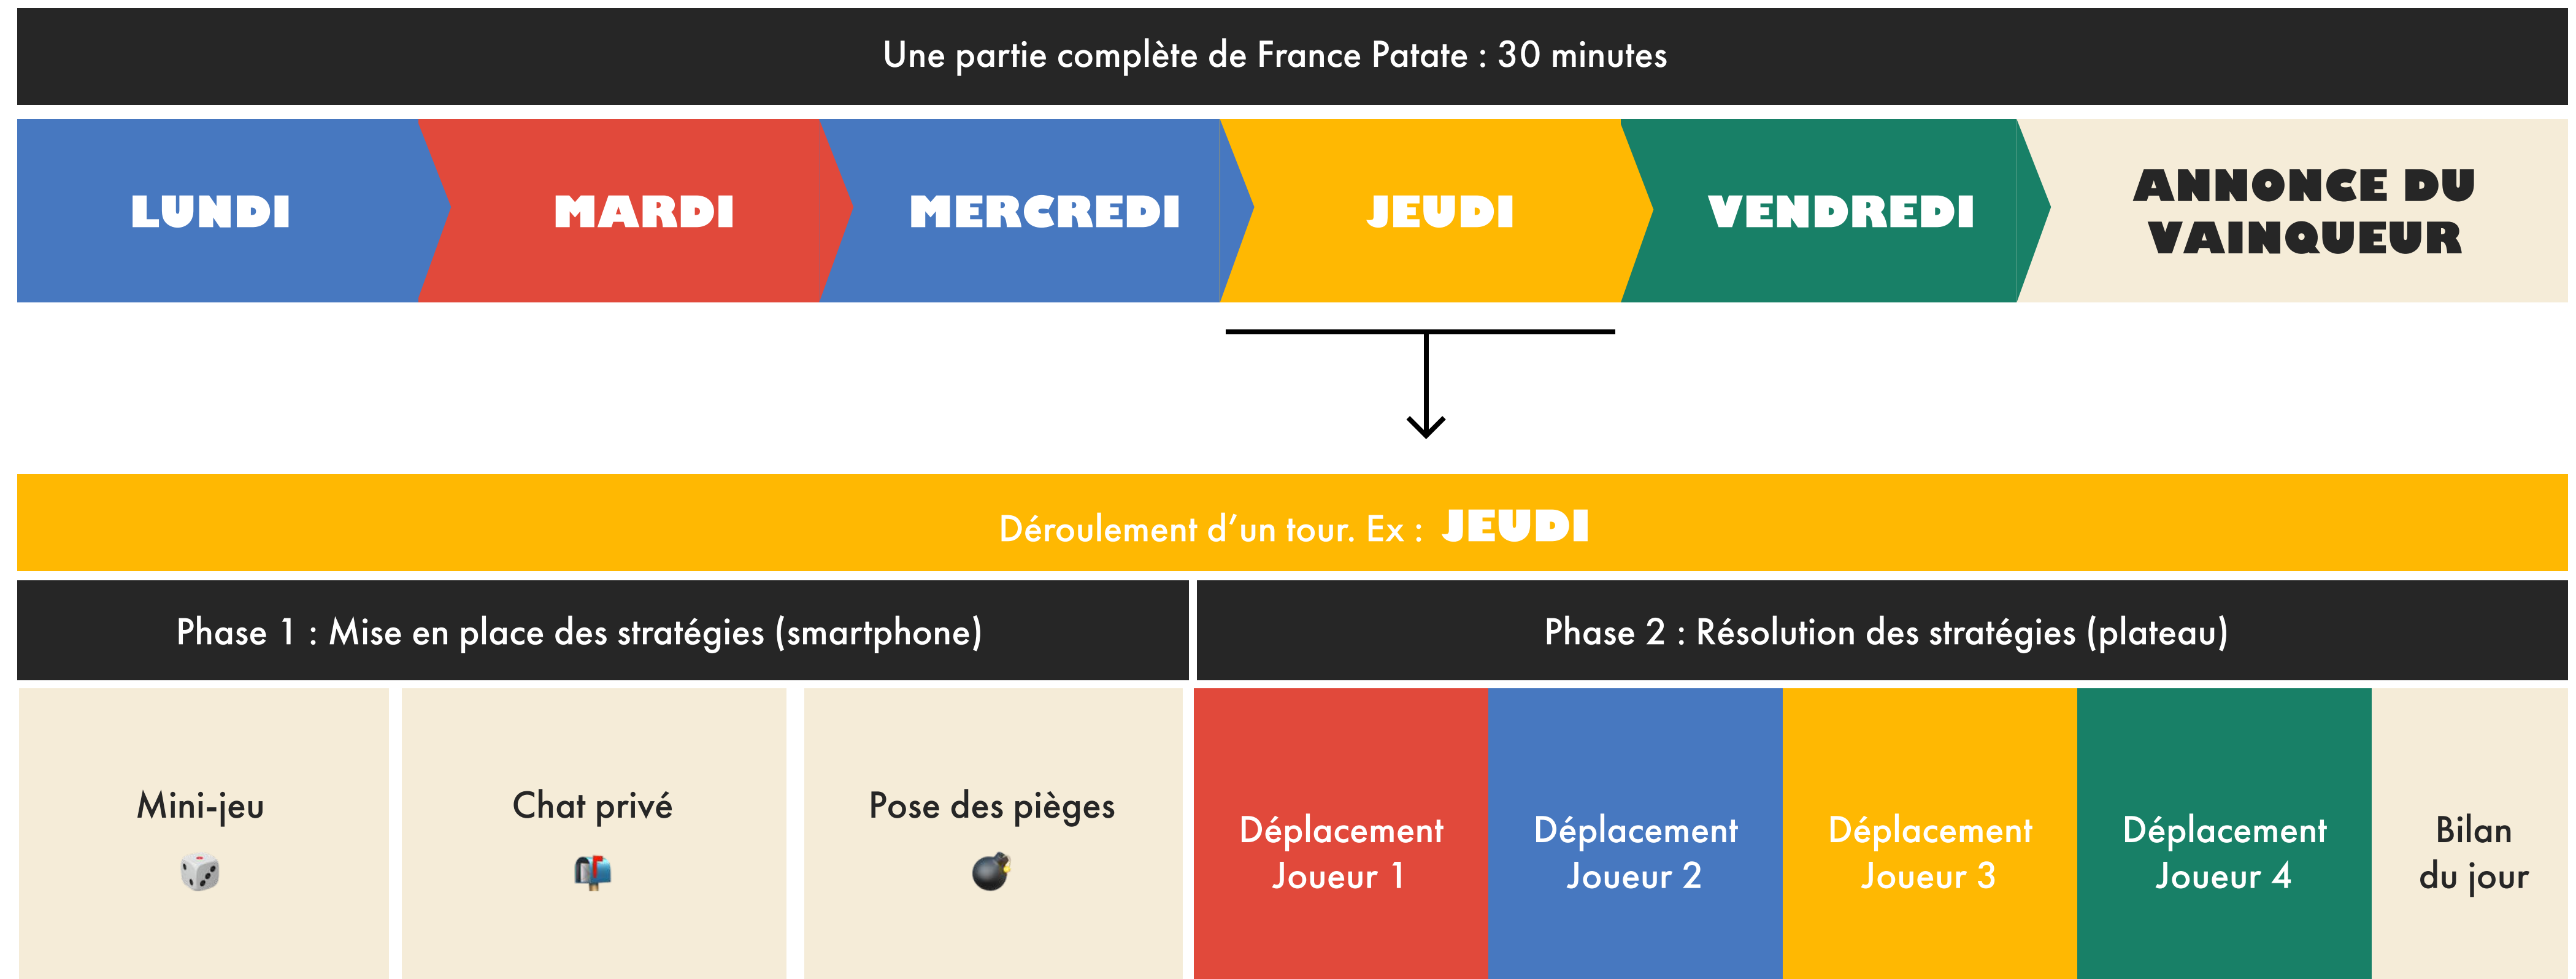 Une partie complète de France Patate : 30 minutes
LUNDI
MARDI
MERCREDI
JEUDI
VENDREDI
ANNONCE DU
VAINQUEUR
Déroulement d’un tour. Ex : JEUDI
Phase 1 : Mise en place des stratégies (smartphone)
Phase 2 : Résolution des stratégies (plateau)
Mini-jeu
Chat privé
Pose des pièges
Déplacement
Joueur 1
Déplacement
Joueur 2
Déplacement
Joueur 3
Déplacement
Joueur 4
Bilan
du jour